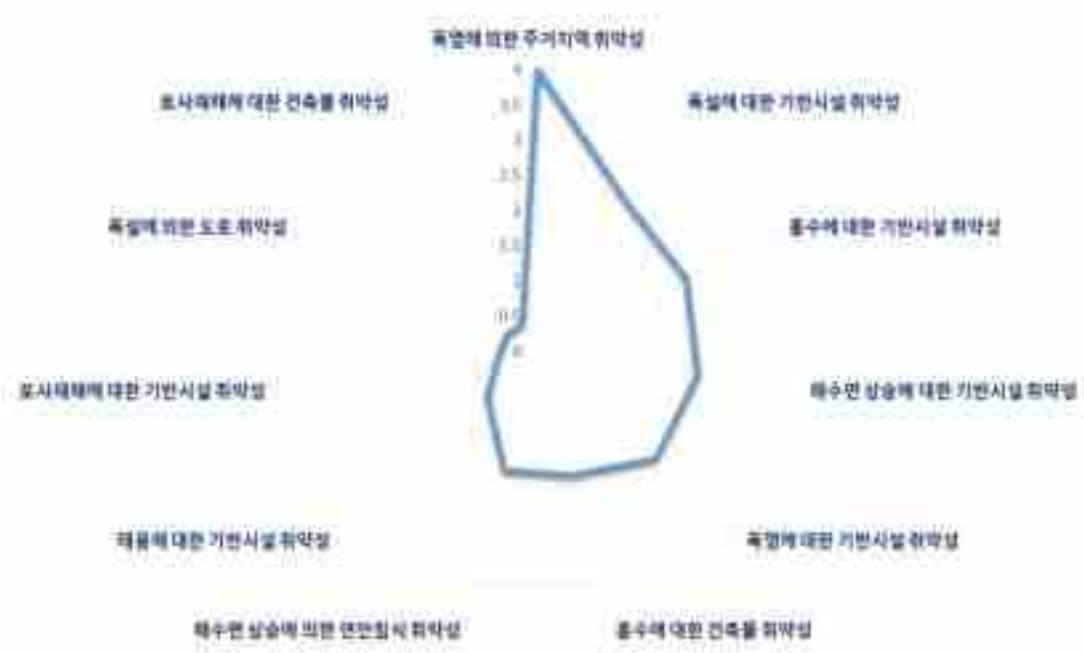 폭염에 의한 주거지역 취약성
폭설에 대한 기반시설 취약성
홍수에 대한 기반시설 취약성
해수면 상승에 대한 기반시설 취약성
폭염에 대한 기반시설 취약성
홍수에 대한 건축물 취약성
해수면 상승에 의한 연안침식 취약성
태풍에 대한 기반시설 취약성
토사재해에 대한 기반시설 취약성
폭설에 의한 도로 취약성
토사재해에 대한 건축물 취약성
4
3.5
3
2.5
2
1.5
1
0.5
0